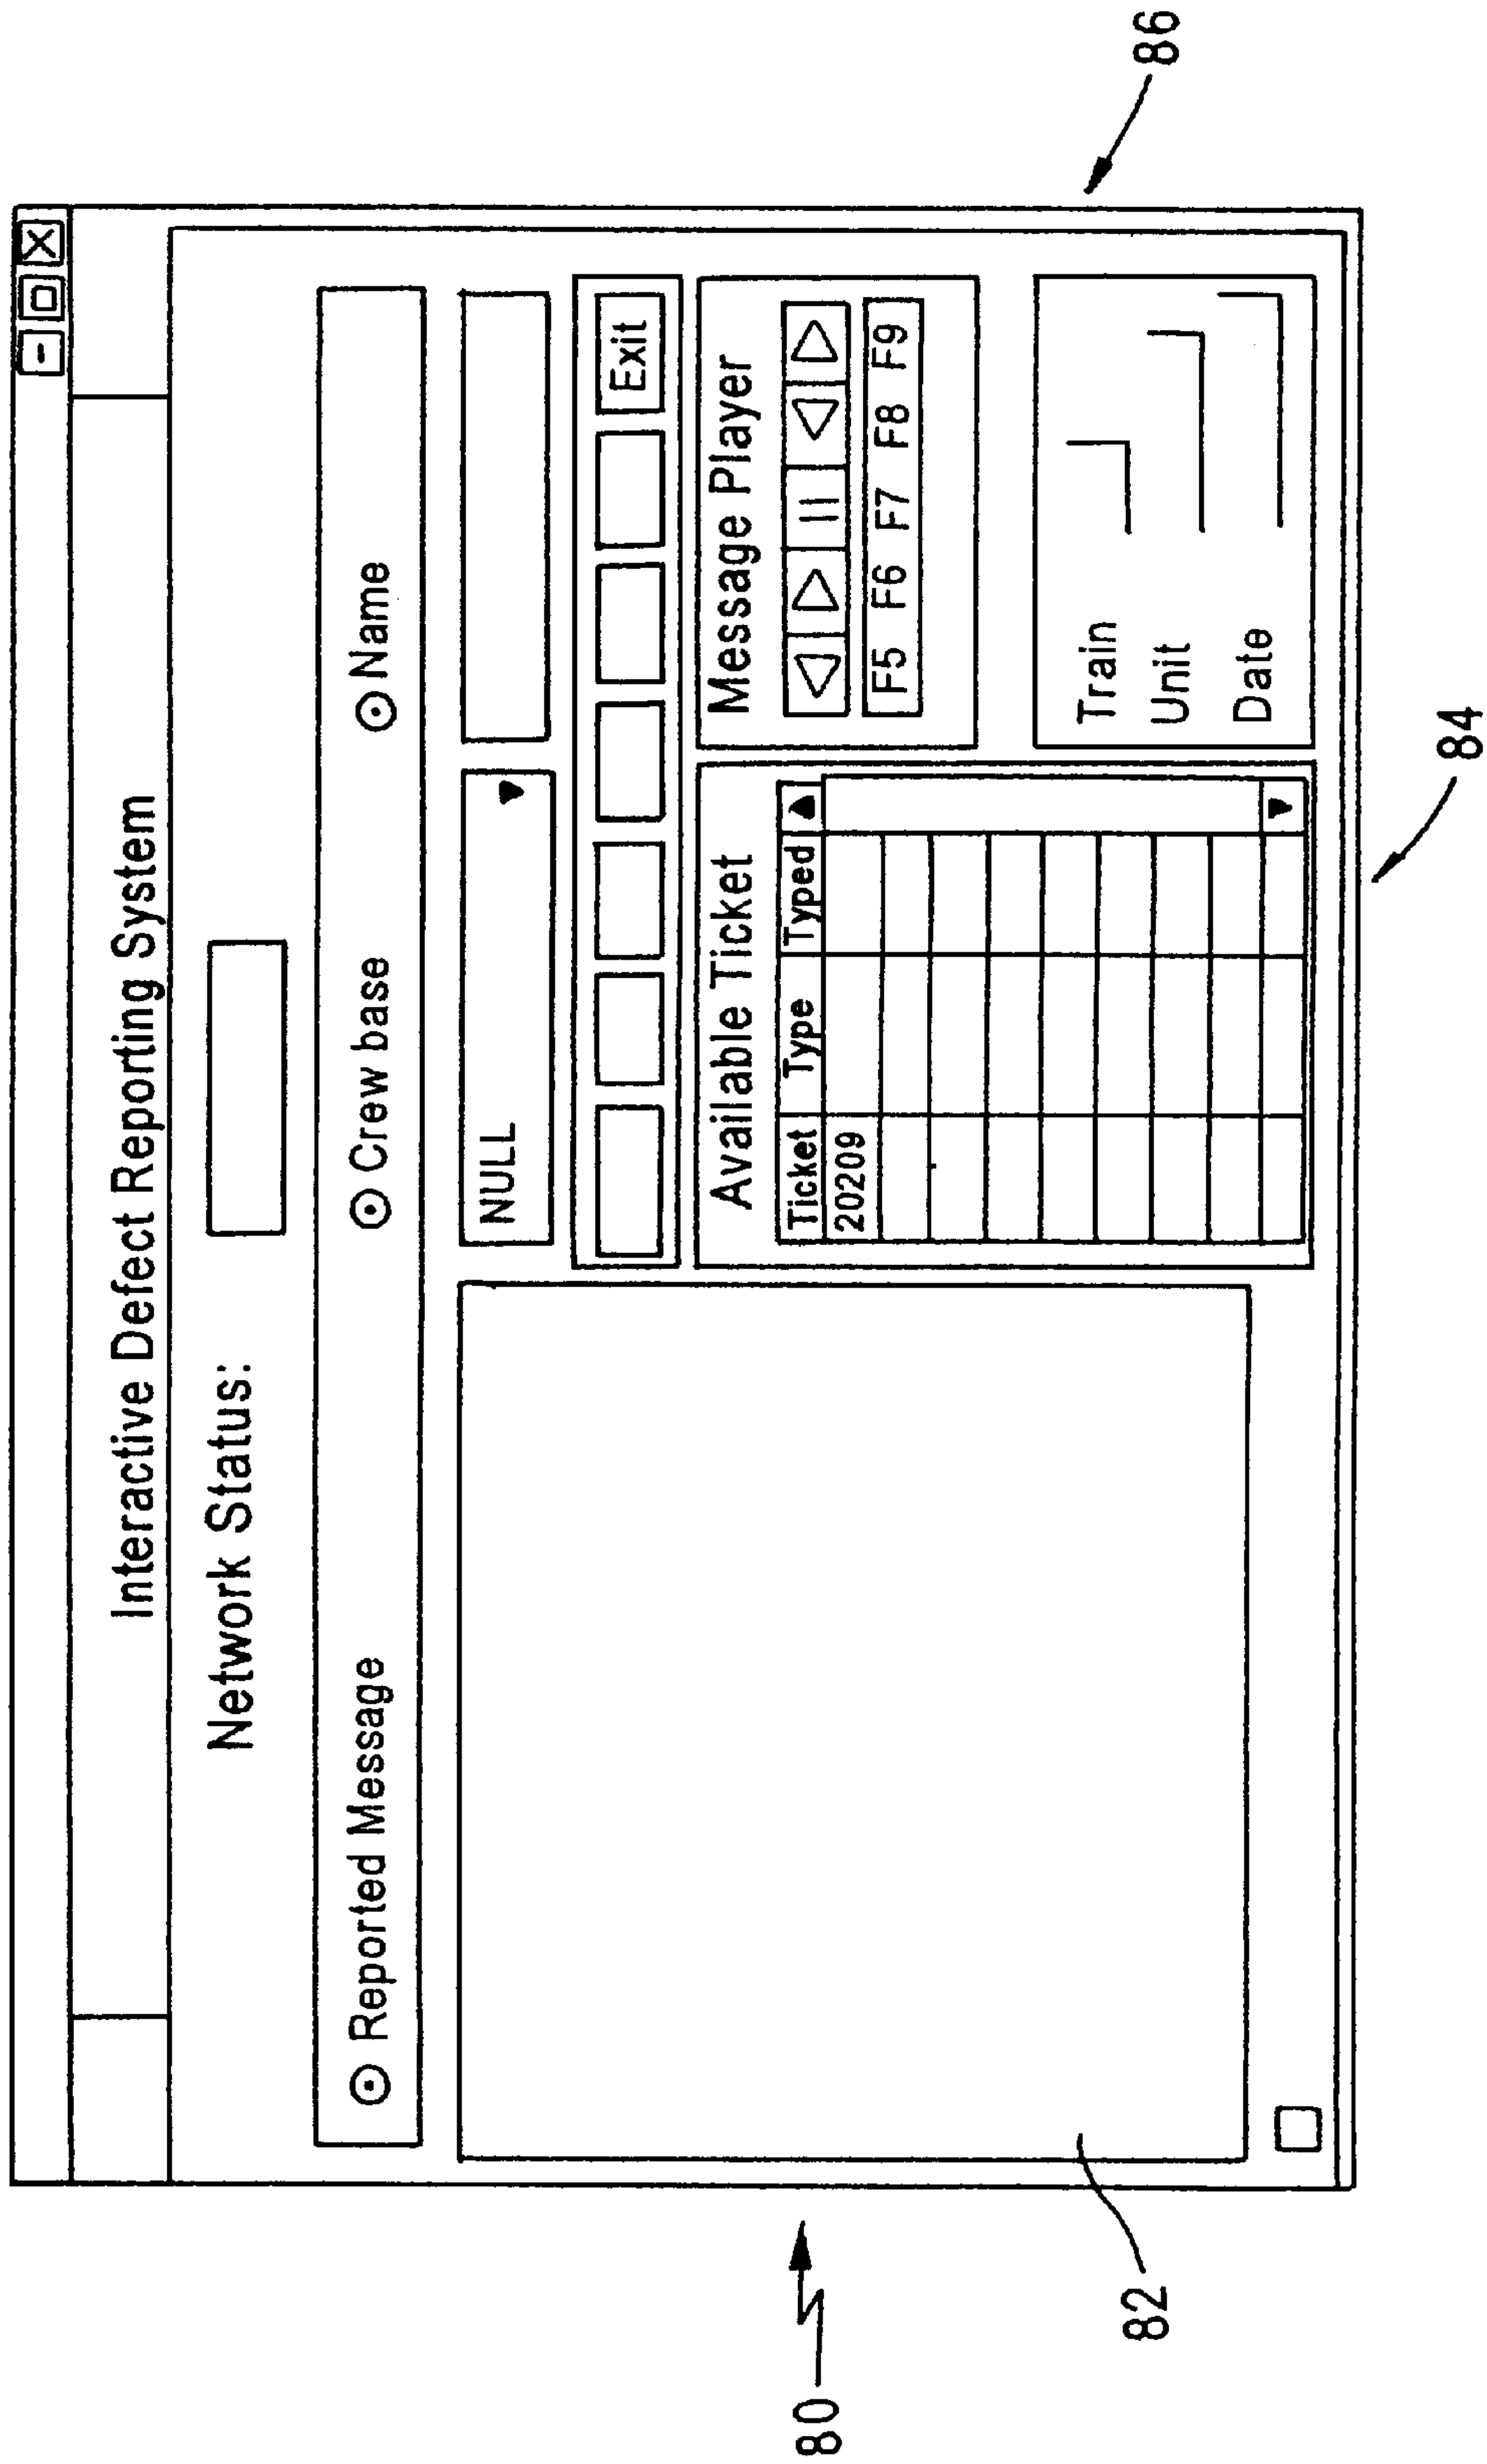 Interactive Defect Reporting System
Network Status:
Reported Message Crew base Name
NULL
Exit
Available Ticket
Ticket Type Typed
20209
Message Player
F5 F6 F7 F8 F9
Train
Unit
Date
80
82
84
86